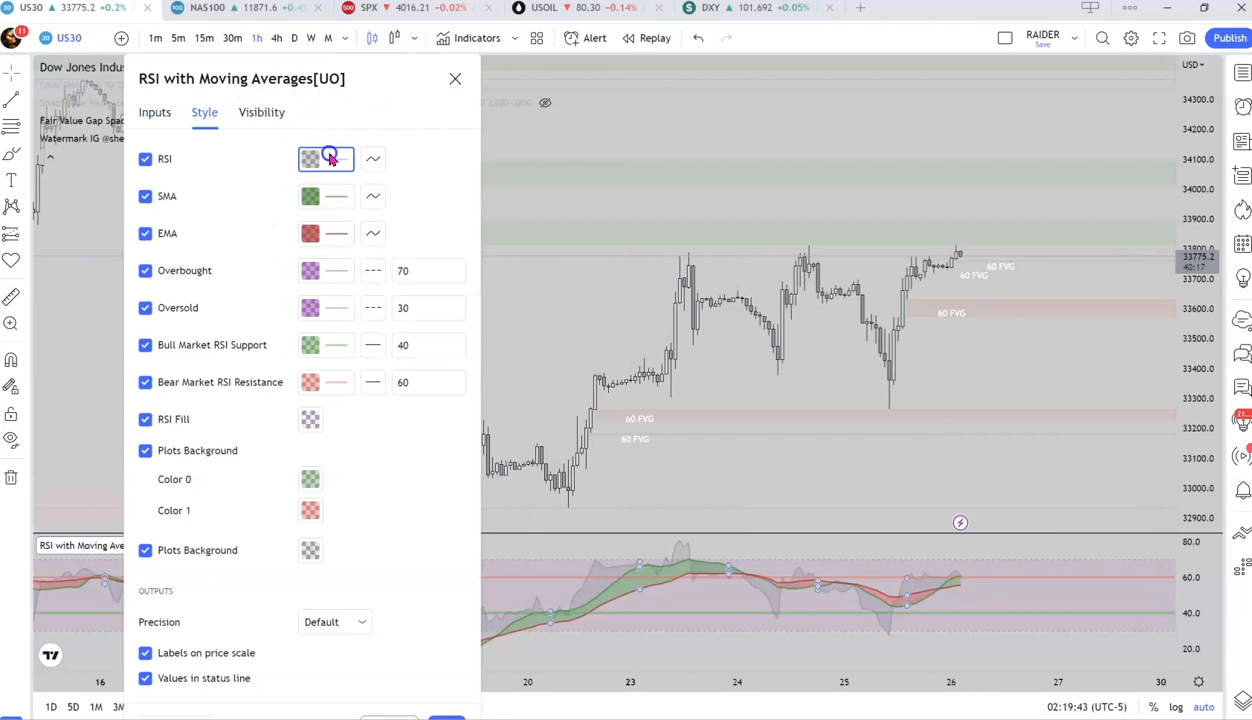 US30 33775.2 +0.2% NAS100 11871.6 +0.4% SPX 4016.21 −0.02% USOIL 80.30 −0.14% DXY 101.692 +0.05%
11 US30 1m 5m 15m 30m 1h 4h D W M Indicators Alert Replay RAIDER Save Publish
Dow Jones Indus
Fair Value Gap Spac
Watermark IG @she
RSI with Moving Averages[UO]
Inputs Style Visibility
RSI
SMA
EMA
Overbought 70
Oversold 30
Bull Market RSI Support 40
Bear Market RSI Resistance 60
RSI Fill
Plots Background
Color 0
Color 1
Plots Background
OUTPUTS
Precision Default
Labels on price scale
Values in status line
60 FVG
60 FVG
60 FVG
60 FVG
60 FVG
USD
34300.0
34200.0
34100.0
34000.0
33900.0
33800.0
33775.2
40:17
33700.0
33600.0
33500.0
33400.0
33300.0
33200.0
33100.0
33000.0
32900.0
RSI with Moving Ave
80.0
60.0
40.0
20.0
16 20 23 24 25 26 27 30
1D 5D 1M 3M 02:19:43 (UTC-5) % log auto